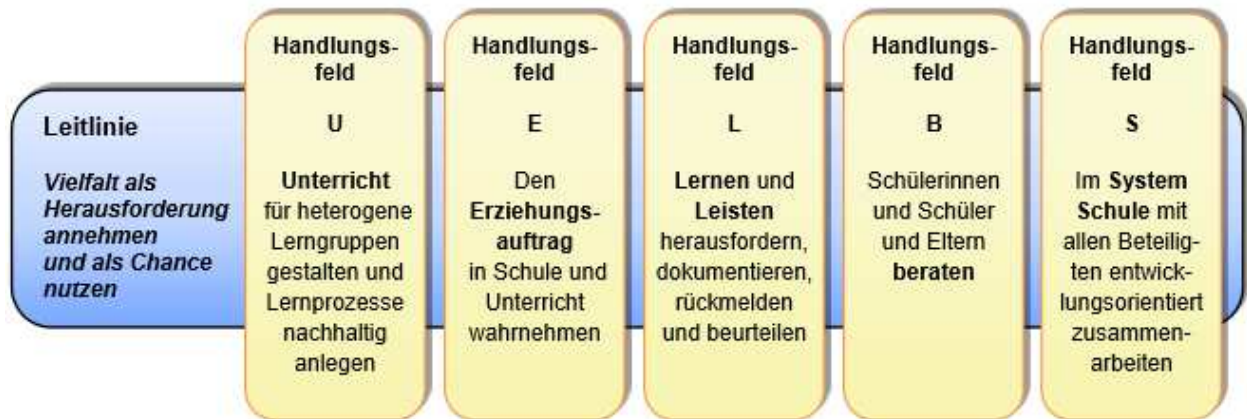 Leitlinie
Vielfalt als
Herausforderung
annehmen
und als Chance
nutzen
Handlungs-
feld
U
Unterricht
für heterogene
Lerngruppen
gestalten und
Lernprozesse
nachhaltig
anlegen
Handlungs-
feld
E
Den
Erziehungs-
auftrag
in Schule und
Unterricht
wahrnehmen
Handlungs-
feld
L
Lernen und
Leisten
herausfordern,
dokumentieren,
rückmelden
und beurteilen
Handlungs-
feld
B
Schülerinnen
und Schüler
und Eltern
beraten
Handlungs-
feld
S
Im System
Schule mit
allen Beteilig-
ten entwick-
lungsorientiert
zusammen-
arbeiten